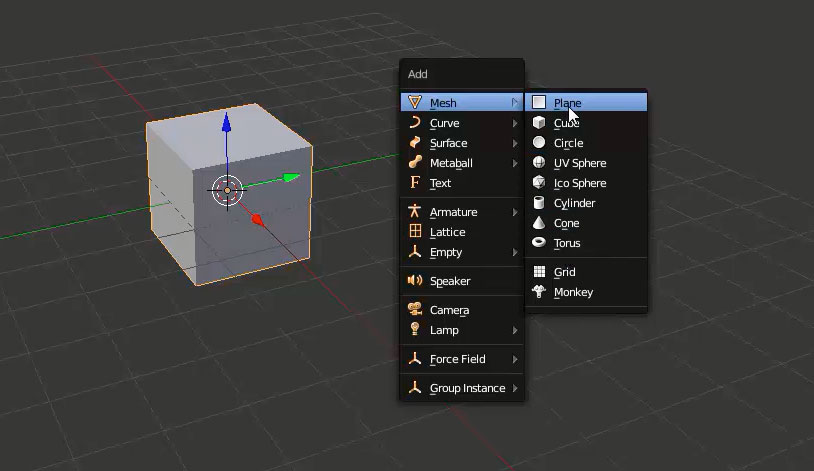 Add
Mesh
Curve
Surface
Metaball
Text
Armature
Lattice
Empty
Speaker
Camera
Lamp
Force Field
Group Instance
Plane
Cube
Circle
UV Sphere
Ico Sphere
Cylinder
Cone
Torus
Grid
Monkey